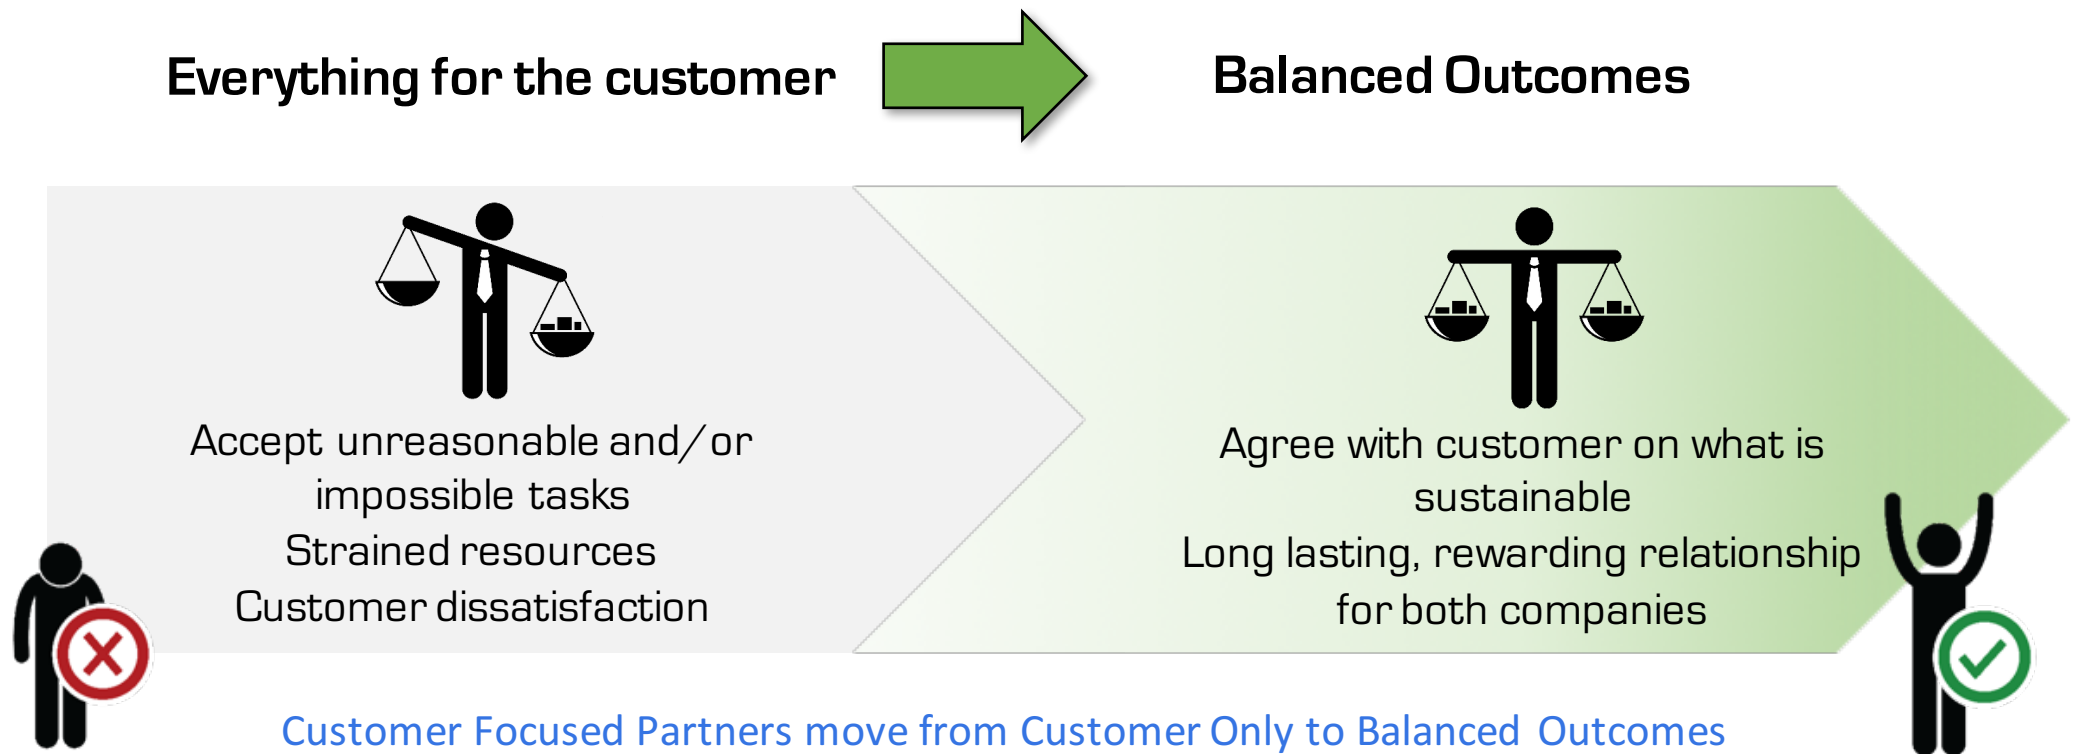 Everything for the customer
Balanced Outcomes
Accept unreasonable and/or
impossible tasks
Strained resources
Customer dissatisfaction
Agree with customer on what is
sustainable
Long lasting, rewarding relationship
for both companies
Customer Focused Partners move from Customer Only to Balanced Outcomes